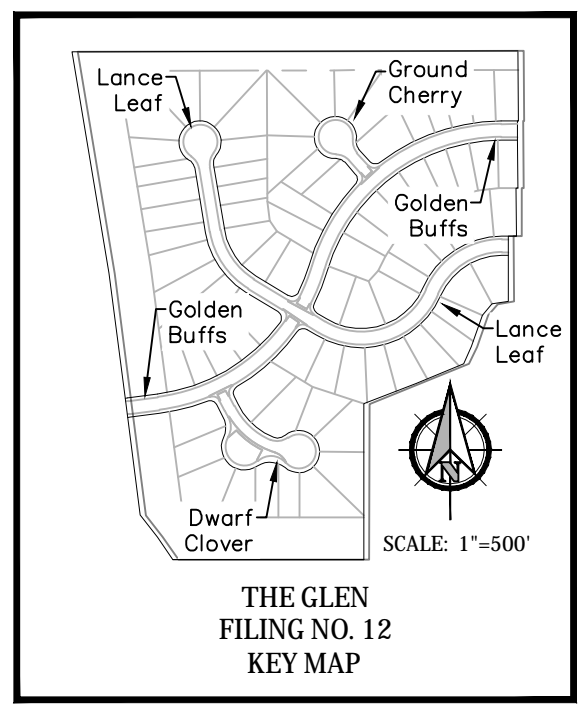 Lance
Leaf
Ground
Cherry
Golden
Buffs
Golden
Buffs
Lance
Leaf
N
Dwarf
Clover
SCALE: 1"=500'
THE GLEN
FILING NO. 12
KEY MAP